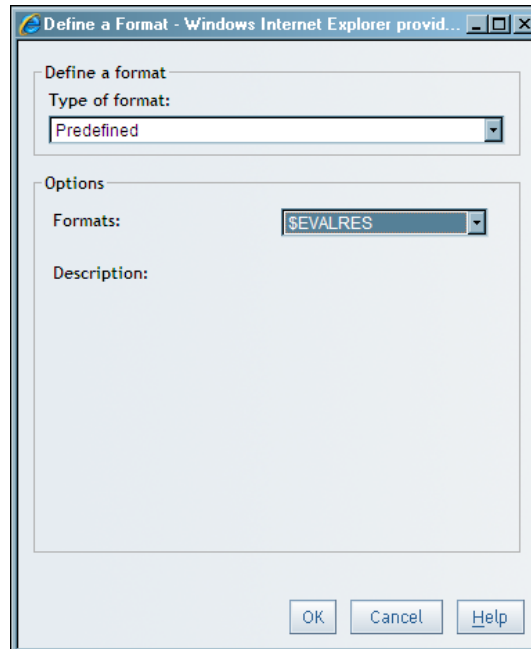 Define a Format - Windows Internet Explorer provid...
Define a format
Type of format:
Predefined
Options
Formats:
$EVALRES
Description:
OK
Cancel
Help